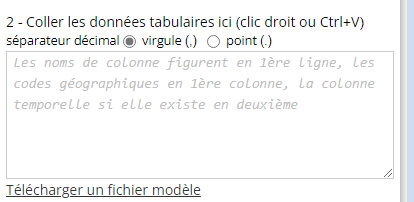 2 - Coller les données tabulaires ici (clic droit ou Ctrl+V)
séparateur décimal virgule (,) point (.)
Les noms de colonne figurent en 1ère ligne, les
codes géographiques en 1ère colonne, la colonne
temporelle si elle existe en deuxième
Télécharger un fichier modèle